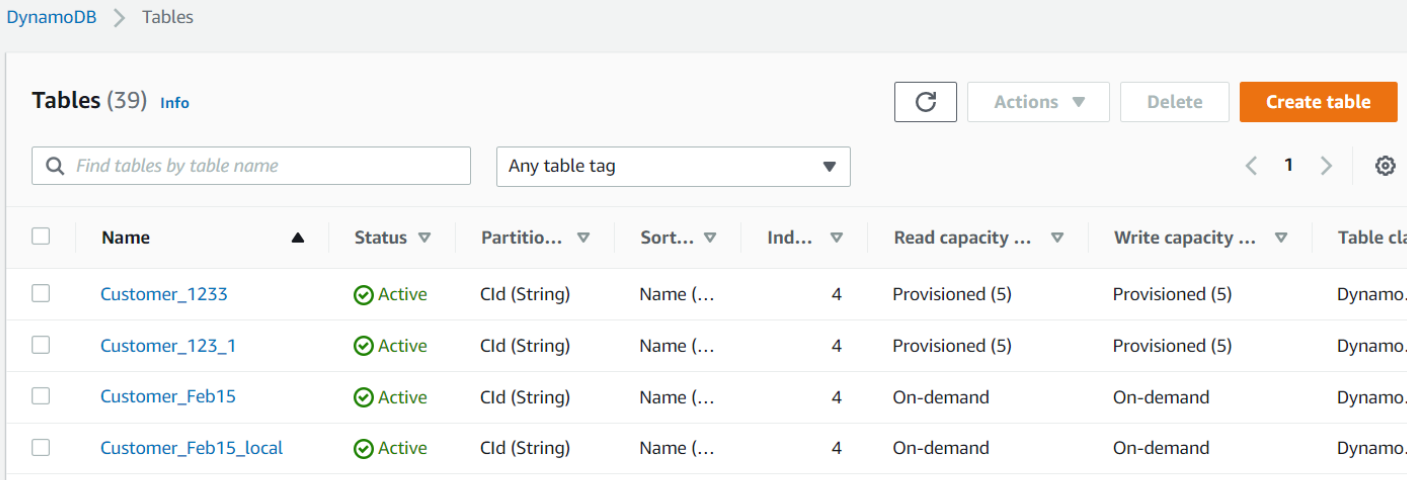 DynamoDB > Tables
Tables (39) Info Actions Delete Create table
Find tables by table name Any table tag 1
Name Status Partitio... Sort... Ind... Read capacity ... Write capacity ... Table cla
Customer_1233 Active CId (String) Name (... 4 Provisioned (5) Provisioned (5) Dynamo.
Customer_123_1 Active CId (String) Name (... 4 Provisioned (5) Provisioned (5) Dynamo.
Customer_Feb15 Active CId (String) Name (... 4 On-demand On-demand Dynamo.
Customer_Feb15_local Active CId (String) Name (... 4 On-demand On-demand Dynamo.